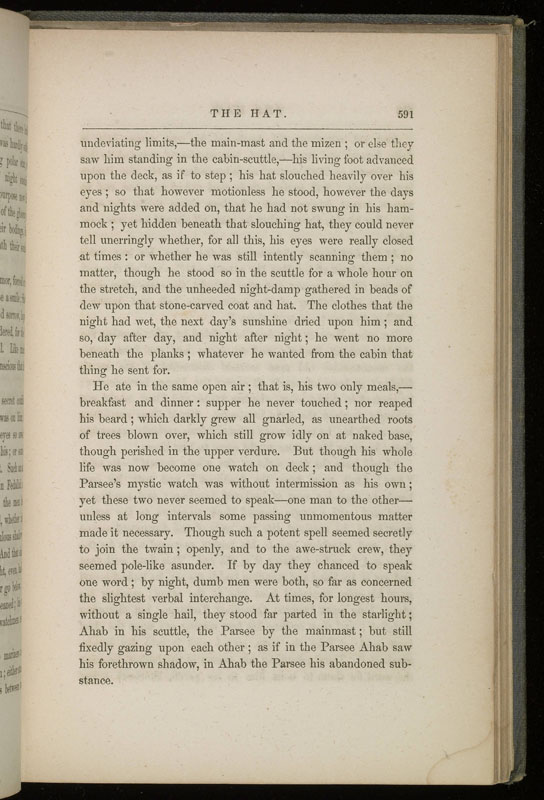 THE HAT. 591
undeviating limits,—the main-mast and the mizen ; or else they
saw him standing in the cabin-scuttle,—his living foot advanced
upon the deck, as if to step ; his hat slouched heavily over his
eyes ; so that however motionless he stood, however the days
and nights were added on, that he had not swung in his ham-
mock ; yet hidden beneath that slouching hat, they could never
tell unerringly whether, for all this, his eyes were really closed
at times : or whether he was still intently scanning them ; no
matter, though he stood so in the scuttle for a whole hour on
the stretch, and the unheeded night-damp gathered in beads of
dew upon that stone-carved coat and hat. The clothes that the
night had wet, the next day's sunshine dried upon him ; and
so, day after day, and night after night ; he went no more
beneath the planks ; whatever he wanted from the cabin that
thing he sent for.
He ate in the same open air ; that is, his two only meals,—
breakfast and dinner : supper he never touched ; nor reaped
his beard ; which darkly grew all gnarled, as unearthed roots
of trees blown over, which still grow idly on at naked base,
though perished in the upper verdure. But though his whole
life was now become one watch on deck ; and though the
Parsee's mystic watch was without intermission as his own ;
yet these two never seemed to speak—one man to the other—
unless at long intervals some passing unmomentous matter
made it necessary. Though such a potent spell seemed secretly
to join the twain ; openly, and to the awe-struck crew, they
seemed pole-like asunder. If by day they chanced to speak
one word ; by night, dumb men were both, so far as concerned
the slightest verbal interchange. At times, for longest hours,
without a single hail, they stood far parted in the starlight ;
Ahab in his scuttle, the Parsee by the mainmast ; but still
fixedly gazing upon each other ; as if in the Parsee Ahab saw
his forethrown shadow, in Ahab the Parsee his abandoned sub-
stance.